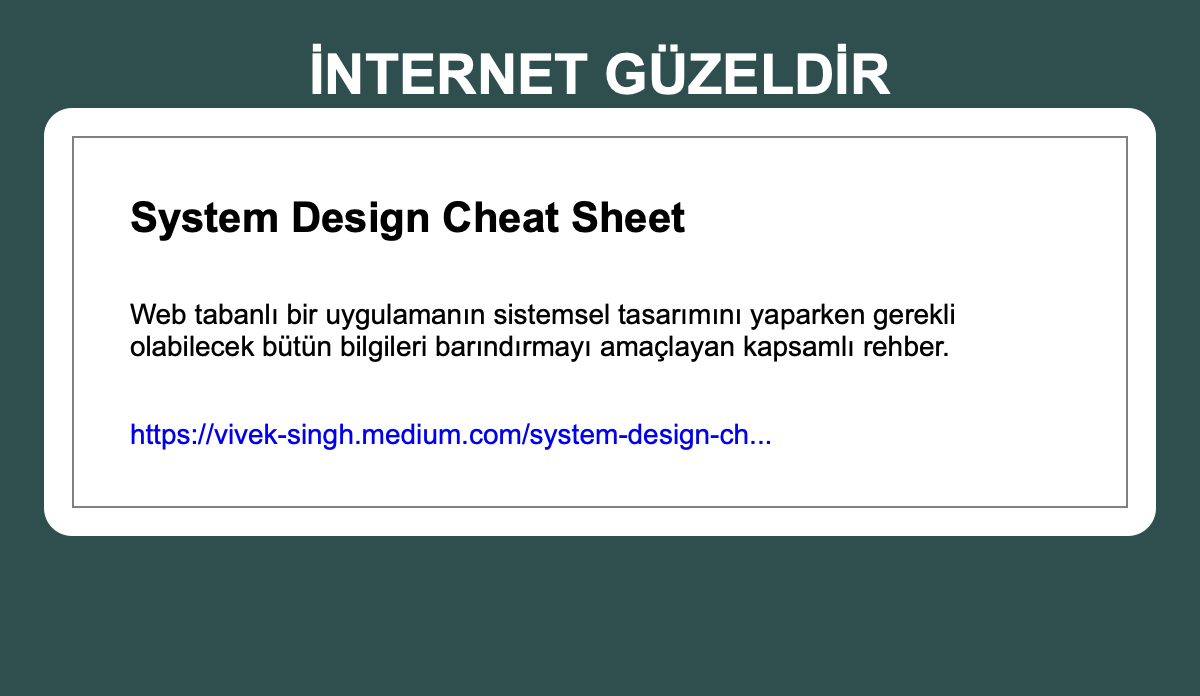 İNTERNET GÜZELDİR
System Design Cheat Sheet
Web tabanlı bir uygulamanın sistemsel tasarımını yaparken gerekli
olabilecek bütün bilgileri barındırmayı amaçlayan kapsamlı rehber.
https://vivek-singh.medium.com/system-design-ch...